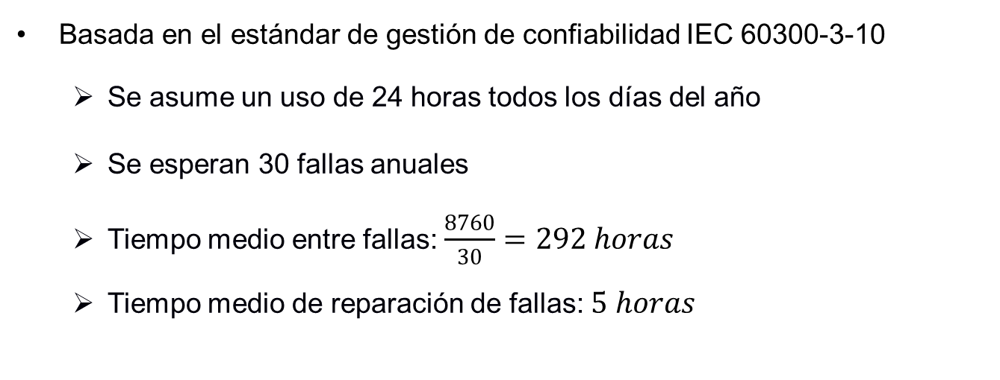 • Basada en el estándar de gestión de confiabilidad IEC 60300-3-10
➢ Se asume un uso de 24 horas todos los días del año
➢ Se esperan 30 fallas anuales
➢ Tiempo medio entre fallas: 8760/30 = 292 horas
➢ Tiempo medio de reparación de fallas: 5 horas